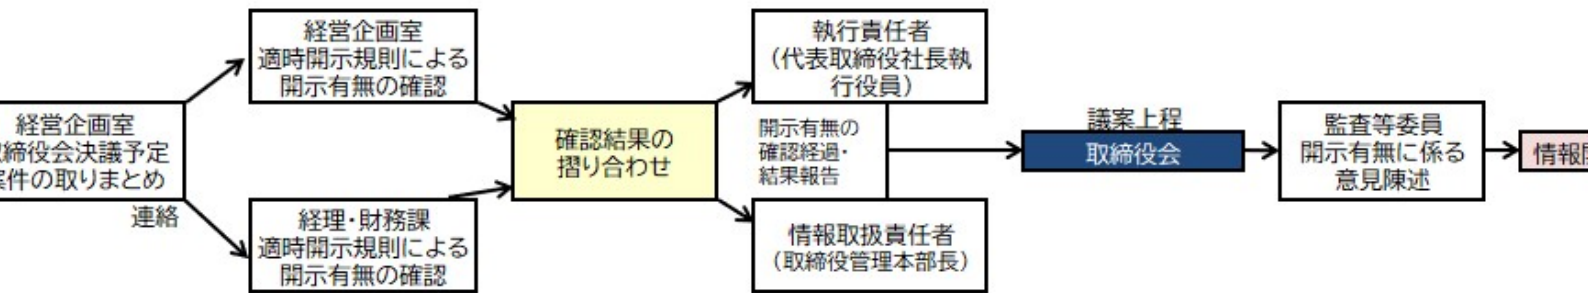 経営企画室
締役会決議予定
件の取りまとめ
連絡
経営企画室
適時開示規則による
開示有無の確認
経理・財務課
適時開示規則による
開示有無の確認
確認結果の
摺り合わせ
執行責任者
（代表取締役社長執
行役員）
開示有無の
確認経過・
結果報告
情報取扱責任者
（取締役管理本部長）
議案上程
取締役会
監査等委員
開示有無に係る
意見陳述
情報